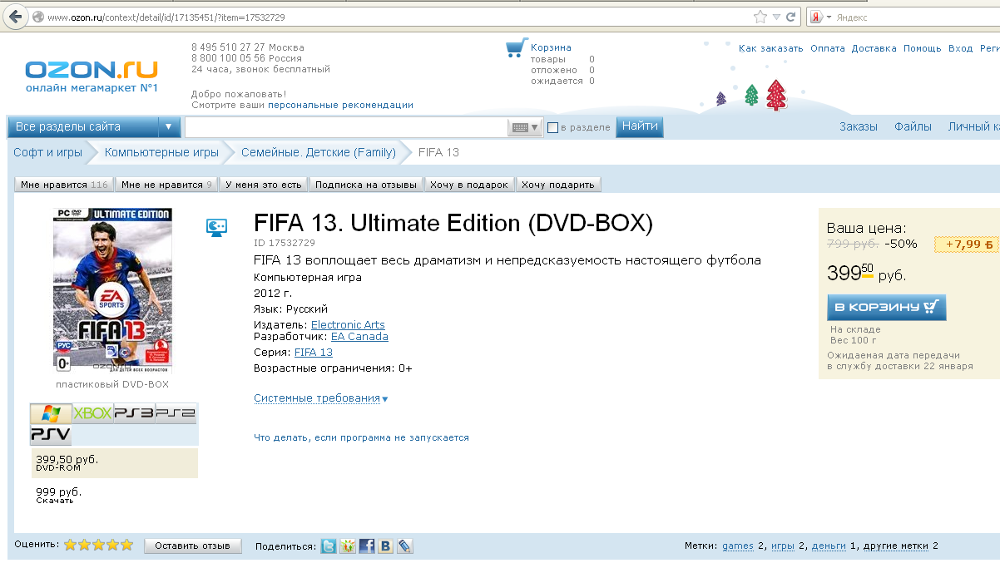 www.ozon.ru/context/detail/id/17135451/?item=17532729
Яндекс
OZON.ru
онлайн мегамаркет №1
8 495 510 27 27 Москва
8 800 100 05 56 Россия
24 часа, звонок бесплатный
Добро пожаловать!
Смотрите ваши персональные рекомендации
Корзина
товары 0
отложено 0
ожидается 0
Как заказать Оплата Доставка Помощь Вход Реги
Все разделы сайта
в разделе
Найти
Заказы Файлы Личный к
Софт и игры Компьютерные игры Семейные. Детские (Family) FIFA 13
Мне нравится 116 Мне не нравится 9 У меня это есть Подписка на отзывы Хочу в подарок Хочу подарить
PC DVD ULTIMATE EDITION
EA SPORTS
FIFA 13
РУС
0+
ozon.ru
ДЛЯ ДЕТЕЙ ВСЕХ ВОЗРАСТОВ
пластиковый DVD-BOX
XBOX PS3 PS2
PSV
399,50 руб.
DVD-ROM
999 руб.
Скачать
FIFA 13. Ultimate Edition (DVD-BOX)
ID 17532729
FIFA 13 воплощает весь драматизм и непредсказуемость настоящего футбола
Компьютерная игра
2012 г.
Язык: Русский
Издатель: Electronic Arts
Разработчик: EA Canada
Серия: FIFA 13
Возрастные ограничения: 0+
Системные требования
Что делать, если программа не запускается
Ваша цена:
799 руб. -50% +7,99 Б
399 50 руб.
В КОРЗИНУ
На складе
Вес 100 г
Ожидаемая дата передачи
в службу доставки 22 января
Оценить: Оставить отзыв Поделиться: Метки: games 2, игры 2, деньги 1, другие метки 2